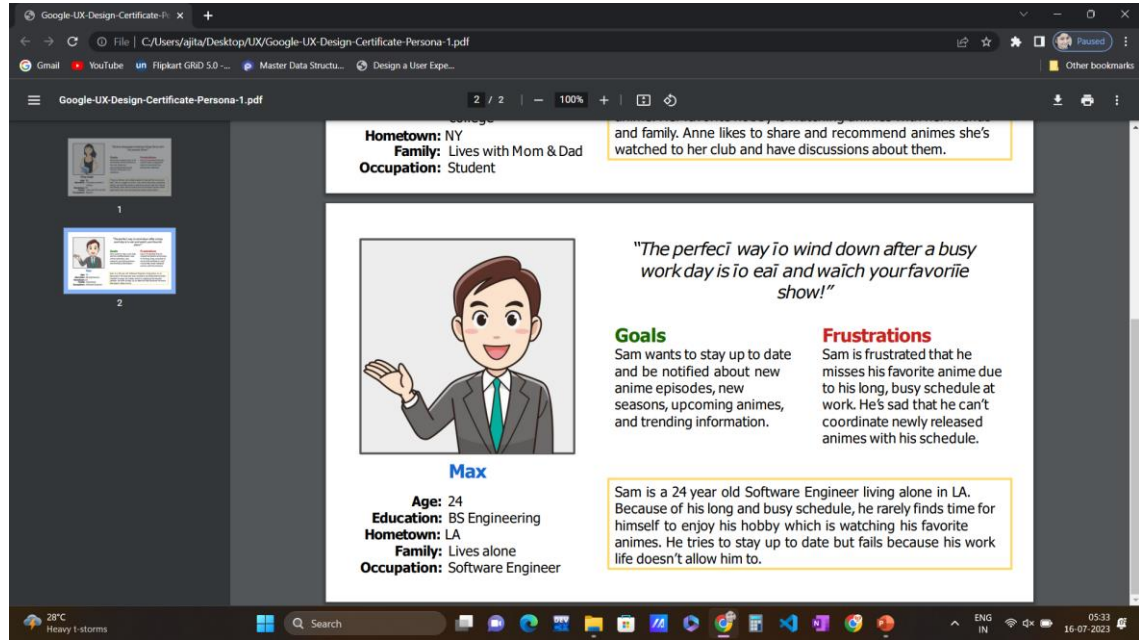 Google-UX-Design-Certificate-Pe
File | C:/Users/ajita/Desktop/UX/Google-UX-Design-Certificate-Persona-1.pdf
Paused
Gmail YouTube Flipkart GRiD 5.0 -... Master Data Structu... Design a User Expe... Other bookmarks
Google-UX-Design-Certificate-Persona-1.pdf 2 / 2 | — 100% +
1
2
college
Hometown: NY
Family: Lives with Mom & Dad
Occupation: Student
and family. Anne likes to share and recommend animes she's
watched to her club and have discussions about them.
"The perfecī way īo wind down after a busy
work day is īo eaī and waīch your favorīie
show!"
Goals
Sam wants to stay up to date
and be notified about new
anime episodes, new
seasons, upcoming animes,
and trending information.
Frustrations
Sam is frustrated that he
misses his favorite anime due
to his long, busy schedule at
work. He's sad that he can't
coordinate newly released
animes with his schedule.
Max
Age: 24
Education: BS Engineering
Hometown: LA
Family: Lives alone
Occupation: Software Engineer
Sam is a 24 year old Software Engineer living alone in LA.
Because of his long and busy schedule, he rarely finds time for
himself to enjoy his hobby which is watching his favorite
animes. He tries to stay up to date but fails because his work
life doesn't allow him to.
28°C
Heavy t-storms
Search
ENG
IN
05:33
16-07-2023